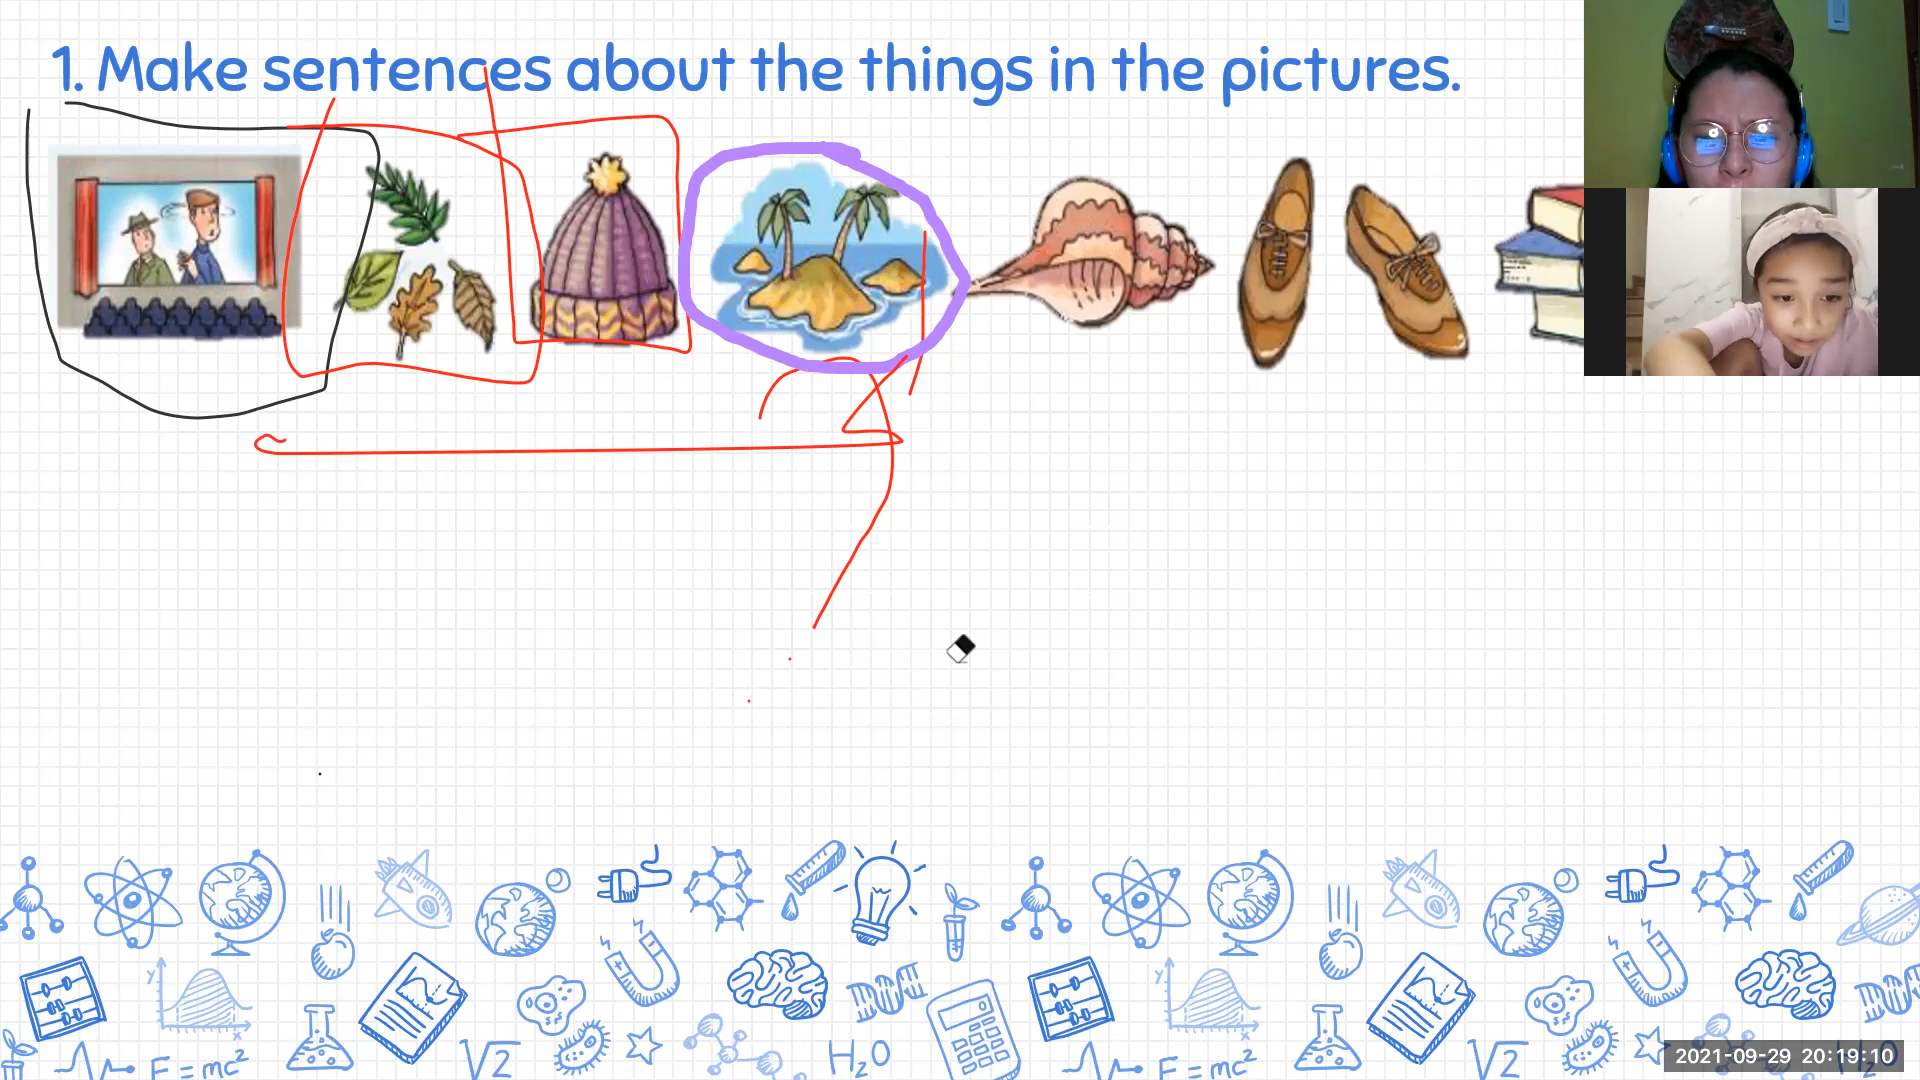 1. Make sentences about the things in the pictures.
y
x
F = mc²
√2
H₂O
y
x
F = mc²
√2
H₂O
2021-09-29 20:19:10